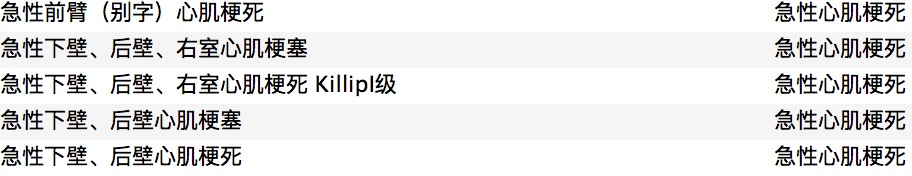 急性前臂（别字）心肌梗死 急性心肌梗死
急性下壁、后壁、右室心肌梗塞 急性心肌梗死
急性下壁、后壁、右室心肌梗死 KillipI级 急性心肌梗死
急性下壁、后壁心肌梗塞 急性心肌梗死
急性下壁、后壁心肌梗死 急性心肌梗死